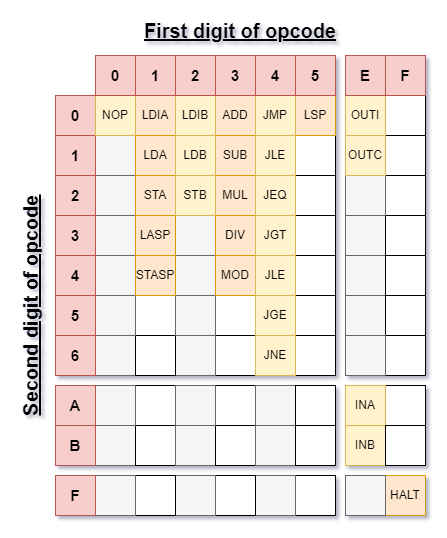 First digit of opcode
0 1 2 3 4 5 E F
0 NOP LDIA LDIB ADD JMP LSP OUTI
1 LDA LDB SUB JLE OUTC
2 STA STB MUL JEQ
3 LASP DIV JGT
4 STASP MOD JLE
5 JGE
6 JNE
A INA
B INB
F HALT
Second digit of opcode